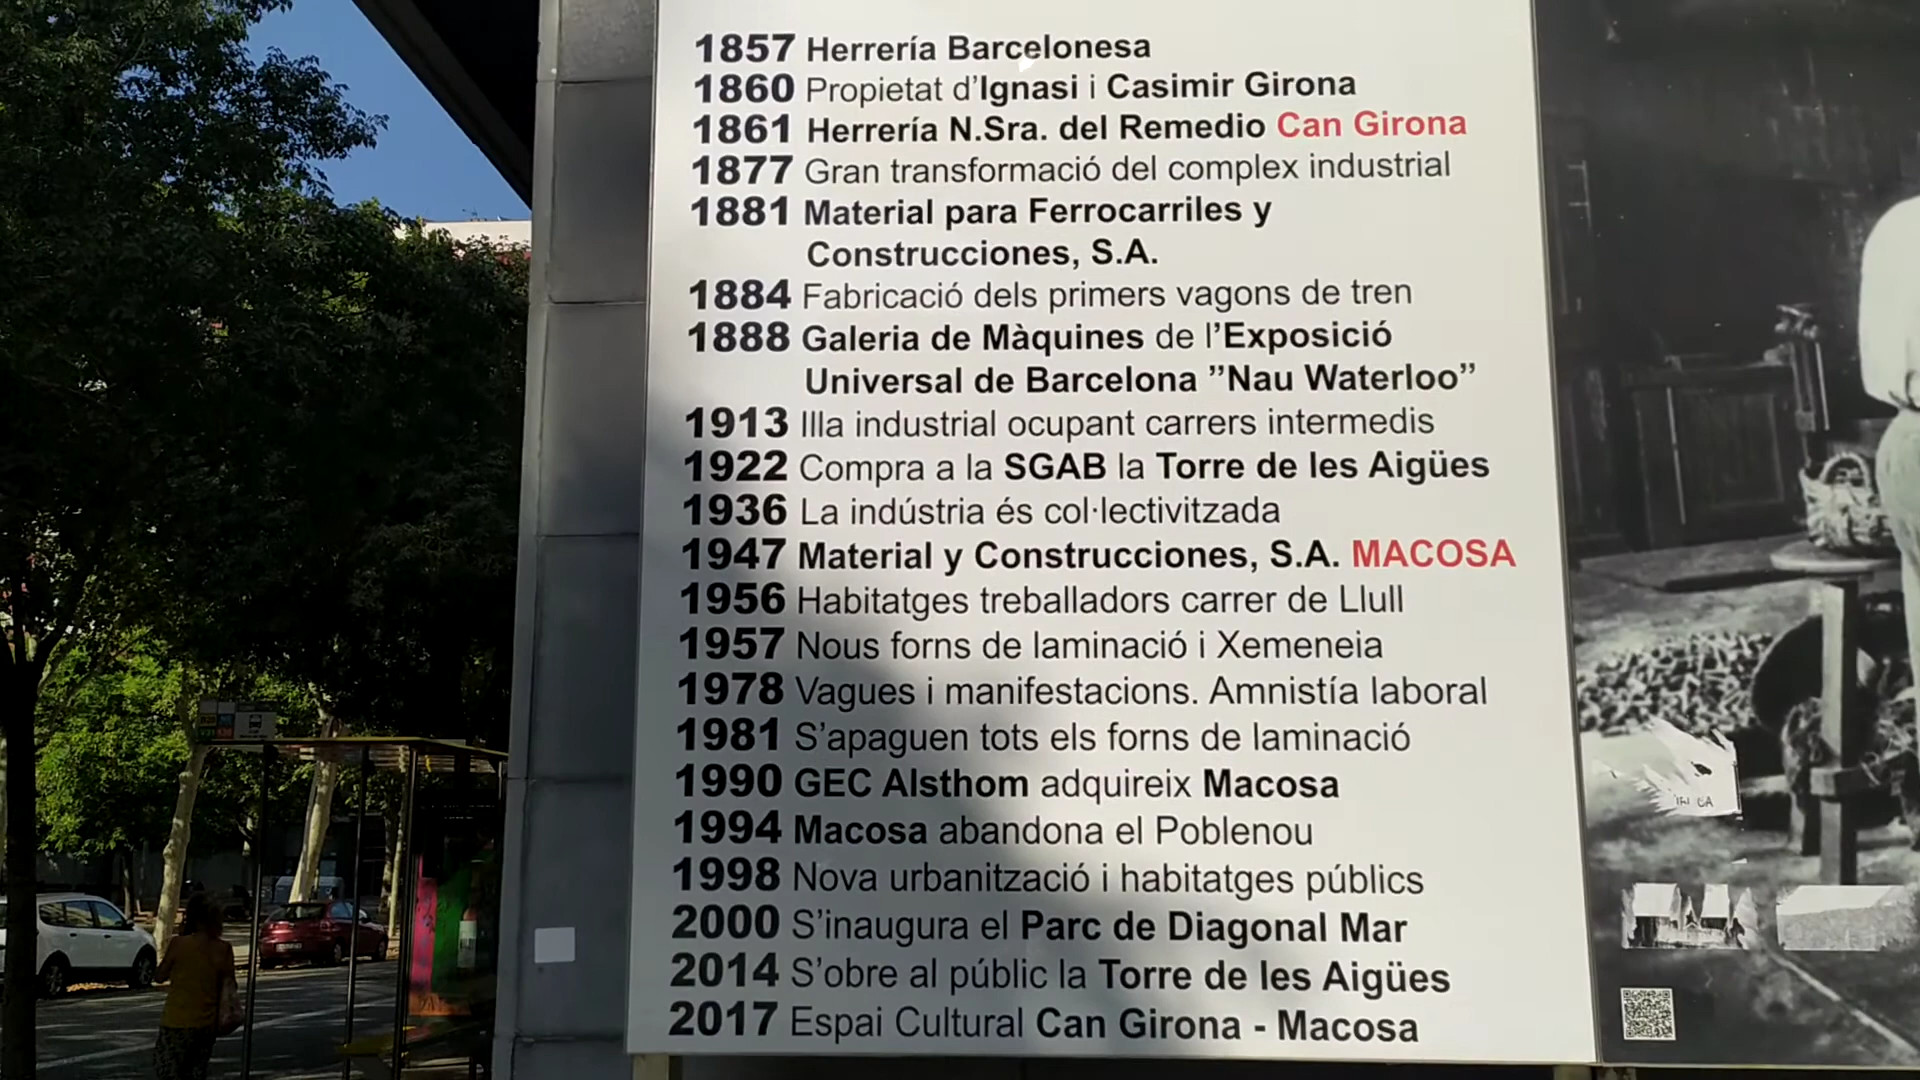 1857 Herrería Barcelonesa
1860 Propietat d'Ignasi i Casimir Girona
1861 Herrería N.Sra. del Remedio Can Girona
1877 Gran transformació del complex industrial
1881 Material para Ferrocarriles y
Construcciones, S.A.
1884 Fabricació dels primers vagons de tren
1888 Galeria de Màquines de l'Exposició
Universal de Barcelona ”Nau Waterloo”
1913 Illa industrial ocupant carrers intermedis
1922 Compra a la SGAB la Torre de les Aigües
1936 La indústria és col·lectivitzada
1947 Material y Construcciones, S.A. MACOSA
1956 Habitatges treballadors carrer de Llull
1957 Nous forns de laminació i Xemeneia
1978 Vagues i manifestacions. Amnistía laboral
1981 S'apaguen tots els forns de laminació
1990 GEC Alsthom adquireix Macosa
1994 Macosa abandona el Poblenou
1998 Nova urbanització i habitatges públics
2000 S'inaugura el Parc de Diagonal Mar
2014 S'obre al públic la Torre de les Aigües
2017 Espai Cultural Can Girona - Macosa